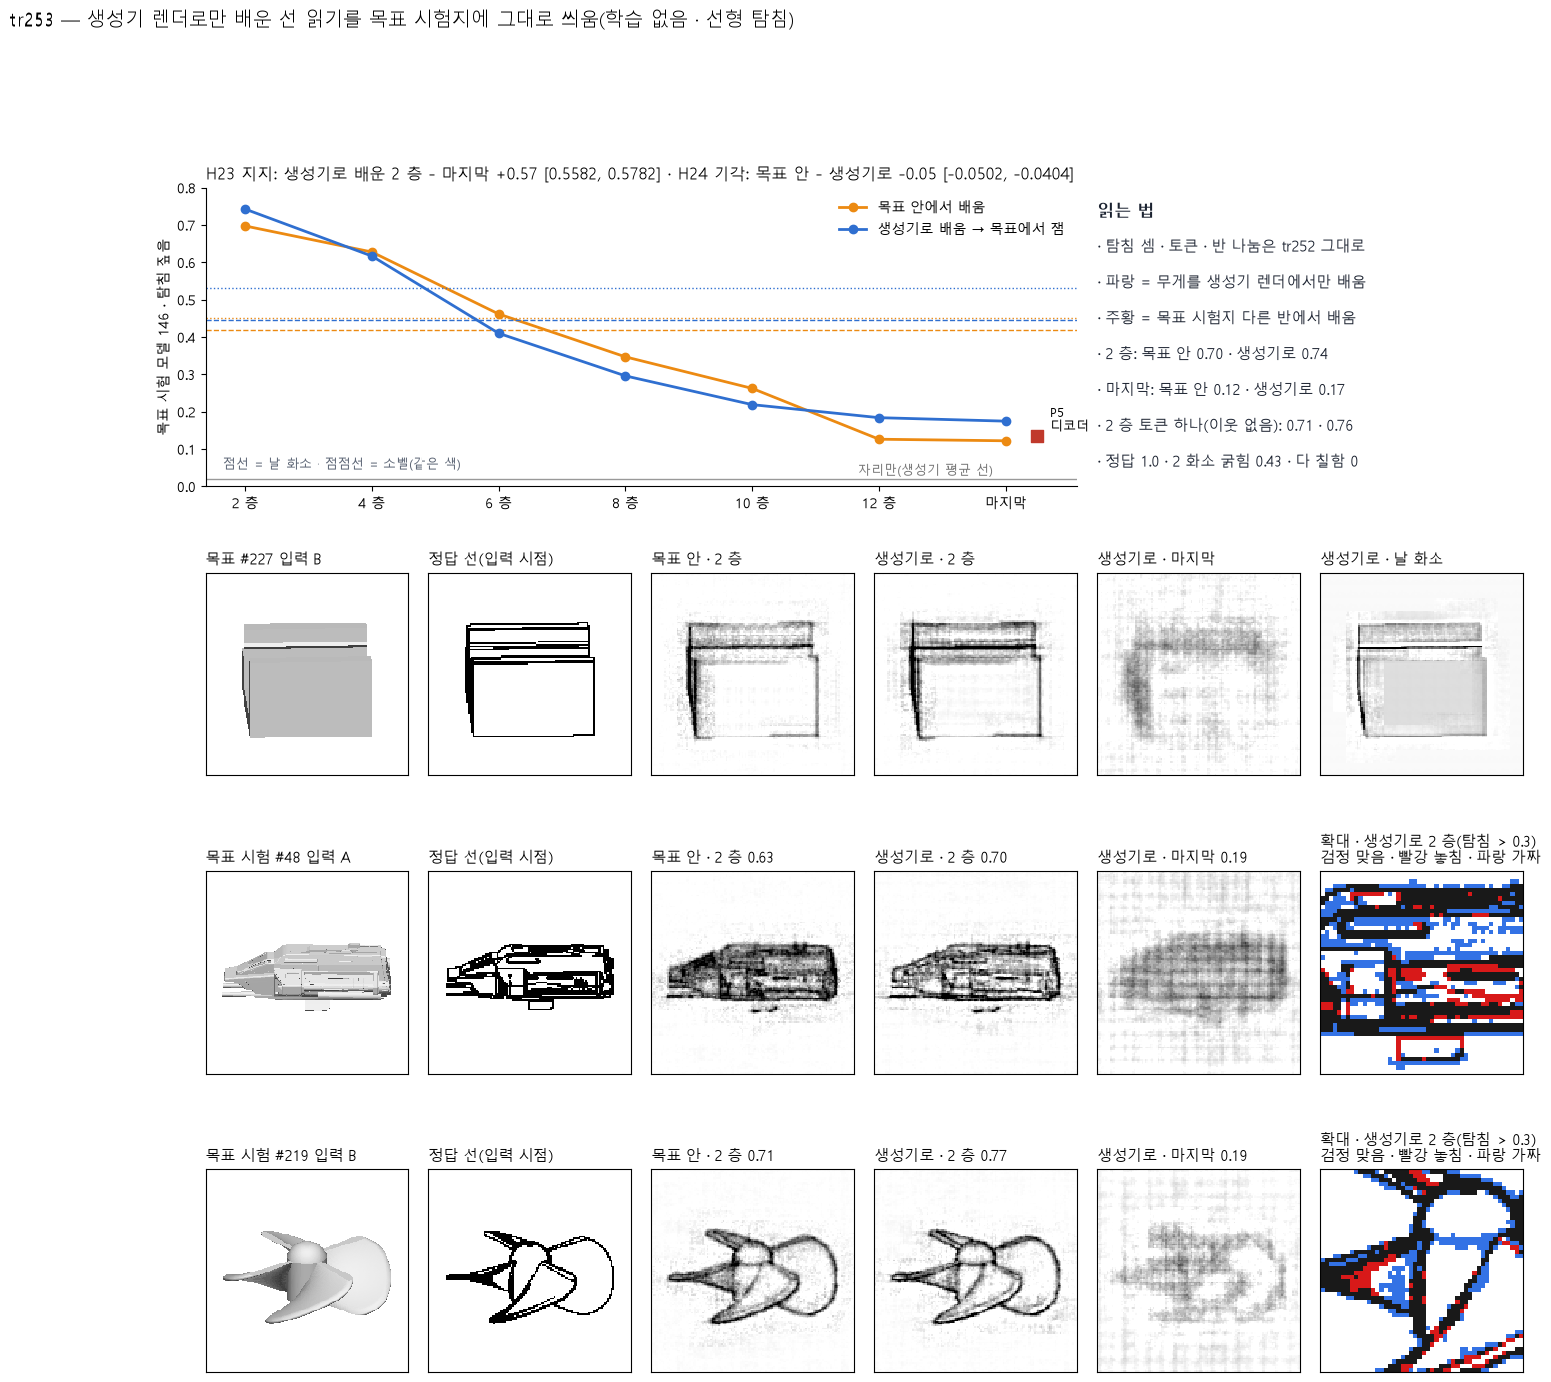 tr253 — 생성기 렌더로만 배운 선 읽기를 목표 시험지에 그대로 씌움(학습 없음 · 선형 탐침)
H23 지지: 생성기로 배운 2 층 - 마지막 +0.57 [0.5582, 0.5782] · H24 기각: 목표 안 - 생성기로 -0.05 [-0.0502, -0.0404]
목표 시험 모델 146 · 탐침 짚음
0.8
0.7
0.6
0.5
0.4
0.3
0.2
0.1
0.0
목표 안에서 배움
생성기로 배움 → 목표에서 잼
P5
디코더
점선 = 날 화소 · 점점선 = 소벨(같은 색)
자리만(생성기 평균 선)
2 층
4 층
6 층
8 층
10 층
12 층
마지막
읽는 법
· 탐침 셈 · 토큰 · 반 나눔은 tr252 그대로
· 파랑 = 무게를 생성기 렌더에서만 배움
· 주황 = 목표 시험지 다른 반에서 배움
· 2 층: 목표 안 0.70 · 생성기로 0.74
· 마지막: 목표 안 0.12 · 생성기로 0.17
· 2 층 토큰 하나(이웃 없음): 0.71 · 0.76
· 정답 1.0 · 2 화소 굵힘 0.43 · 다 칠함 0
목표 #227 입력 B
정답 선(입력 시점)
목표 안 · 2 층
생성기로 · 2 층
생성기로 · 마지막
생성기로 · 날 화소
목표 시험 #48 입력 A
정답 선(입력 시점)
목표 안 · 2 층 0.63
생성기로 · 2 층 0.70
생성기로 · 마지막 0.19
확대 · 생성기로 2 층(탐침 > 0.3)
검정 맞음 · 빨강 놓침 · 파랑 가짜
목표 시험 #219 입력 B
정답 선(입력 시점)
목표 안 · 2 층 0.71
생성기로 · 2 층 0.77
생성기로 · 마지막 0.19
확대 · 생성기로 2 층(탐침 > 0.3)
검정 맞음 · 빨강 놓침 · 파랑 가짜